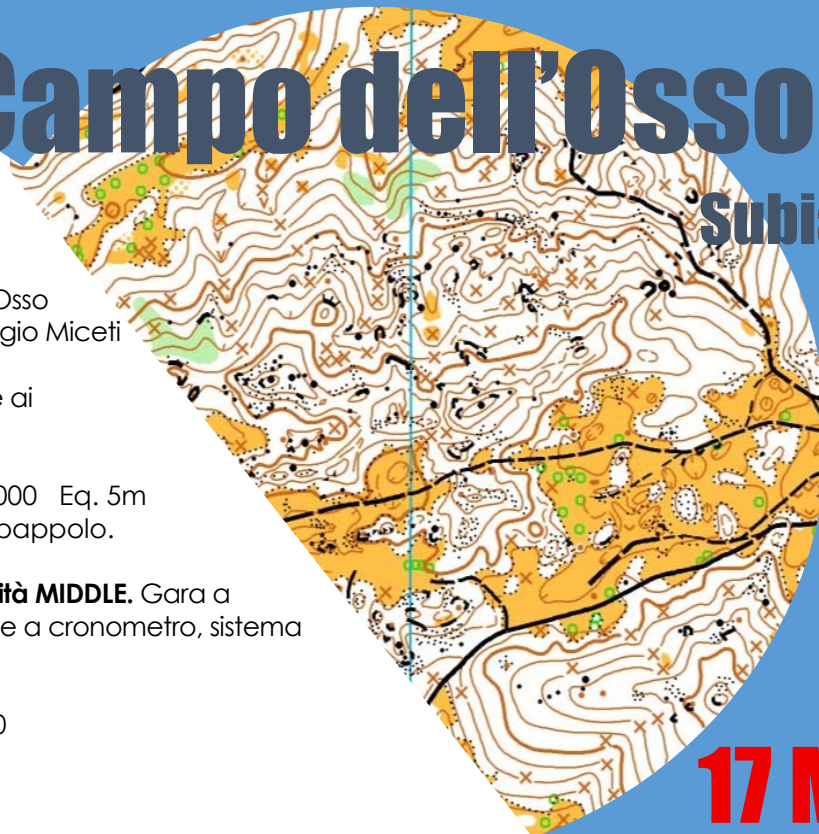 Campo dell'Osso
Subia
Osso
gio Miceti
e ai
000 Eq. 5m
pappolo.
ità MIDDLE. Gara a
e a cronometro, sistema
0
17 M